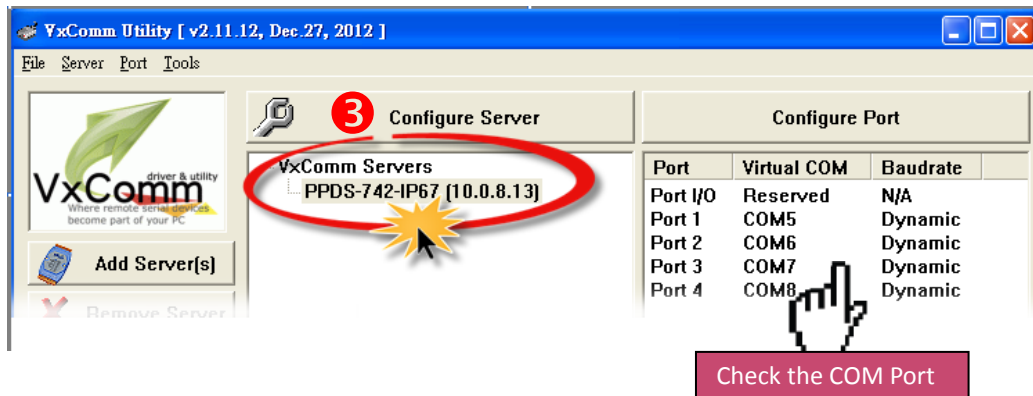 VxComm Utility [ v2.11.12, Dec.27, 2012 ]
File Server Port Tools
VxComm
driver & utility
Where remote serial devices
become part of your PC
Add Server(s)
Remove Server
3
Configure Server
VxComm Servers
PPDS-742-IP67 (10.0.8.13)
Configure Port
Port Virtual COM Baudrate
Port I/O Reserved N/A
Port 1 COM5 Dynamic
Port 2 COM6 Dynamic
Port 3 COM7 Dynamic
Port 4 COM8 Dynamic
Check the COM Port